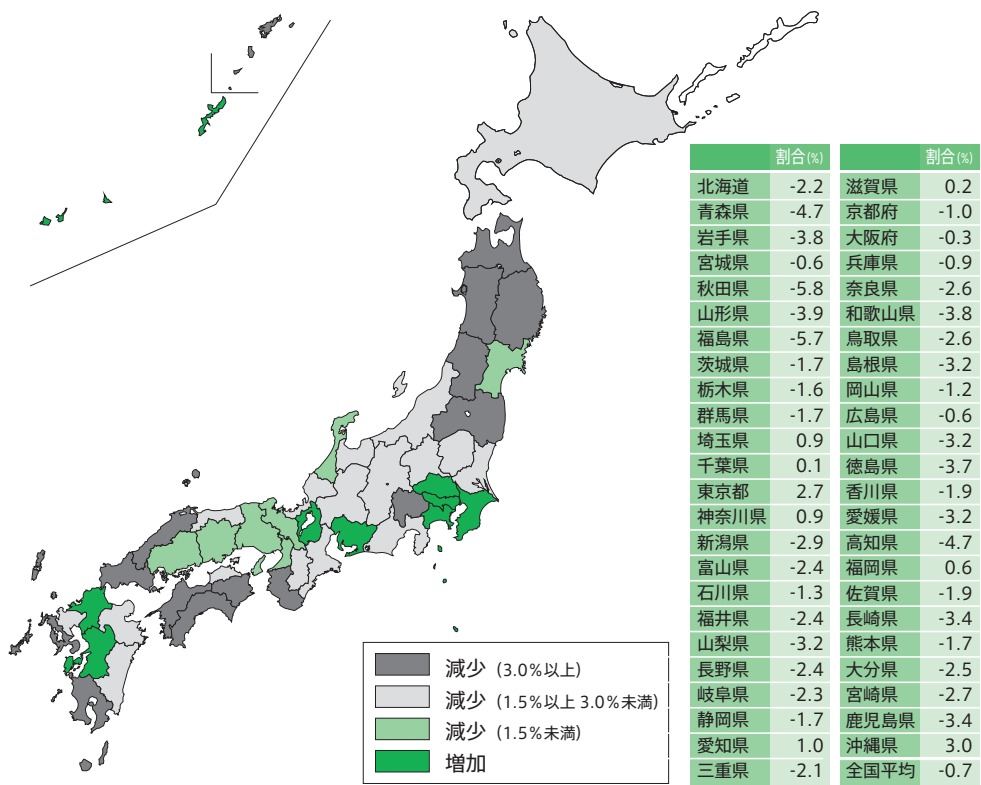 割合(%) 割合(%)
北海道 -2.2 滋賀県 0.2
青森県 -4.7 京都府 -1.0
岩手県 -3.8 大阪府 -0.3
宮城県 -0.6 兵庫県 -0.9
秋田県 -5.8 奈良県 -2.6
山形県 -3.9 和歌山県 -3.8
福島県 -5.7 鳥取県 -2.6
茨城県 -1.7 島根県 -3.2
栃木県 -1.6 岡山県 -1.2
群馬県 -1.7 広島県 -0.6
埼玉県 0.9 山口県 -3.2
千葉県 0.1 徳島県 -3.7
東京都 2.7 香川県 -1.9
神奈川県 0.9 愛媛県 -3.2
新潟県 -2.9 高知県 -4.7
富山県 -2.4 福岡県 0.6
石川県 -1.3 佐賀県 -1.9
福井県 -2.4 長崎県 -3.4
山梨県 -3.2 熊本県 -1.7
長野県 -2.4 大分県 -2.5
岐阜県 -2.3 宮崎県 -2.7
静岡県 -1.7 鹿児島県 -3.4
愛知県 1.0 沖縄県 3.0
三重県 -2.1 全国平均 -0.7
減少 (3.0%以上)
減少 (1.5%以上 3.0%未満)
減少 (1.5%未満)
増加